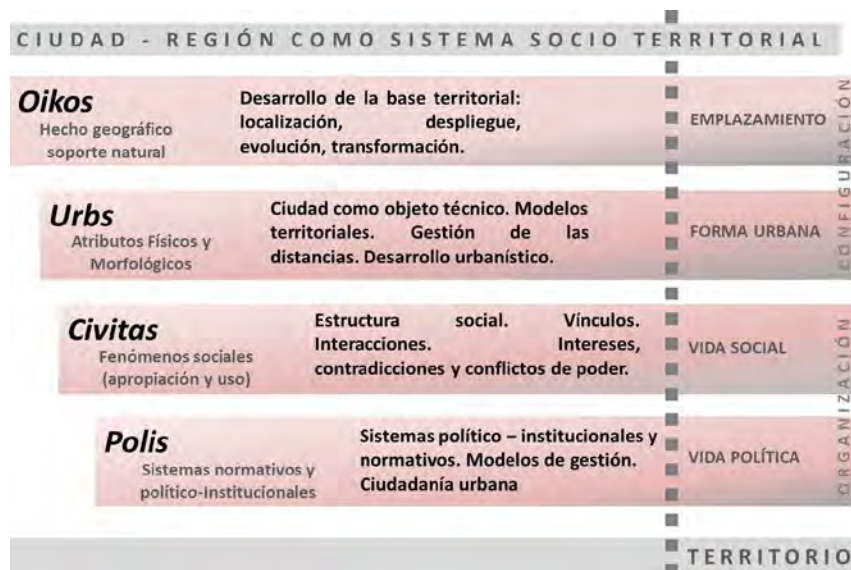 CIUDAD - REGIÓN COMO SISTEMA SOCIO TERRITORIAL
Oikos
Hecho geográfico
soporte natural
Desarrollo de la base territorial:
localización, despliegue,
evolución, transformación.
EMPLAZAMIENTO
Urbs
Atributos Físicos y
Morfológicos
Ciudad como objeto técnico. Modelos
territoriales. Gestión de las
distancias. Desarrollo urbanístico.
FORMA URBANA
CONFIGURACIÓN
Civitas
Fenómenos sociales
(apropiación y uso)
Estructura social. Vínculos.
Interacciones. Intereses,
contradicciones y conflictos de poder.
VIDA SOCIAL
Polis
Sistemas normativos y
político-Institucionales
Sistemas político – institucionales y
normativos. Modelos de gestión.
Ciudadanía urbana
VIDA POLÍTICA
ORGANIZACIÓN
TERRITORIO